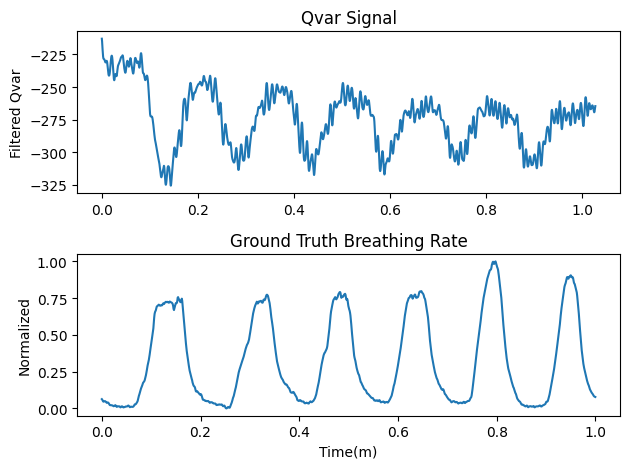 Qvar Signal
Filtered Qvar
−225
−250
−275
−300
−325
0.0 0.2 0.4 0.6 0.8 1.0
Ground Truth Breathing Rate
Normalized
1.00
0.75
0.50
0.25
0.00
0.0 0.2 0.4 0.6 0.8 1.0
Time(m)